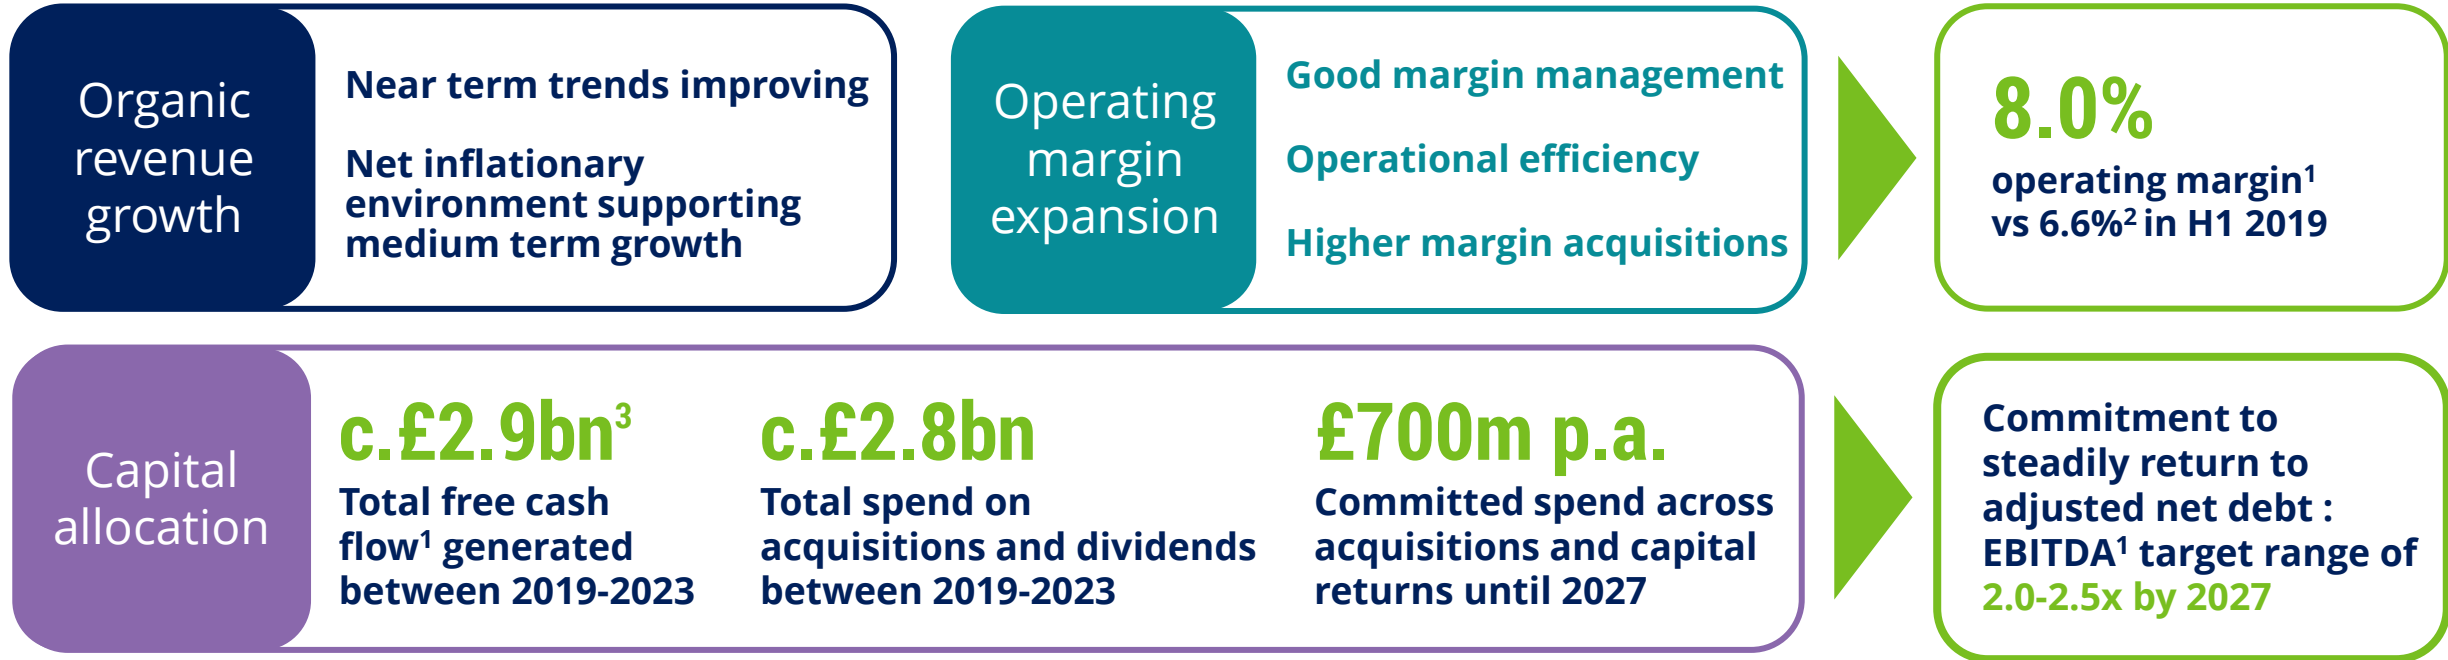 Organic
revenue
growth
Near term trends improving
Net inflationary
environment supporting
medium term growth
Operating
margin
expansion
Good margin management
Operational efficiency
Higher margin acquisitions
8.0%
operating margin¹
vs 6.6%² in H1 2019
Capital
allocation
c.£2.9bn³
Total free cash
flow¹ generated
between 2019-2023
c.£2.8bn
Total spend on
acquisitions and dividends
between 2019-2023
£700m p.a.
Committed spend across
acquisitions and capital
returns until 2027
Commitment to
steadily return to
adjusted net debt :
EBITDA¹ target range of
2.0-2.5x by 2027